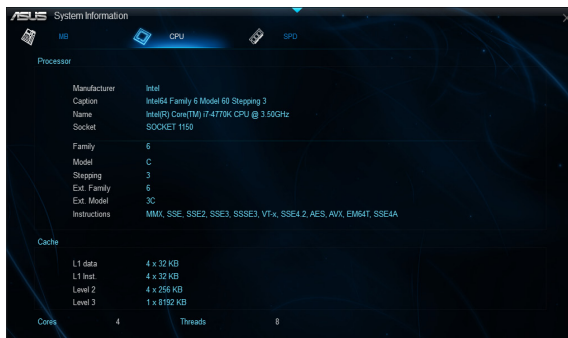 ASUS System Information
MB CPU SPD
Processor
Manufacturer Intel
Caption Intel64 Family 6 Model 60 Stepping 3
Name Intel(R) Core(TM) i7-4770K CPU @ 3.50GHz
Socket SOCKET 1150
Family 6
Model C
Stepping 3
Ext. Family 6
Ext. Model 3C
Instructions MMX, SSE, SSE2, SSE3, SSSE3, VT-x, SSE4.2, AES, AVX, EM64T, SSE4A
Cache
L1 data 4 x 32 KB
L1 Inst. 4 x 32 KB
Level 2 4 x 256 KB
Level 3 1 x 8192 KB
Cores 4 Threads 8